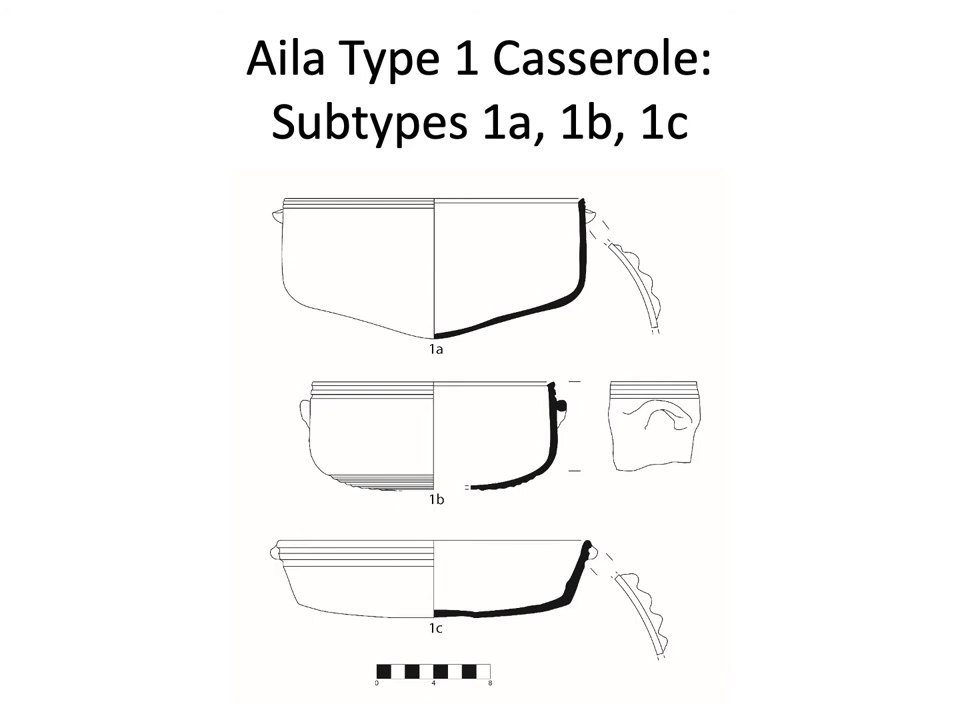 Aila Type 1 Casserole:
Subtypes 1a, 1b, 1c
1a
1b
1c
0 4 8